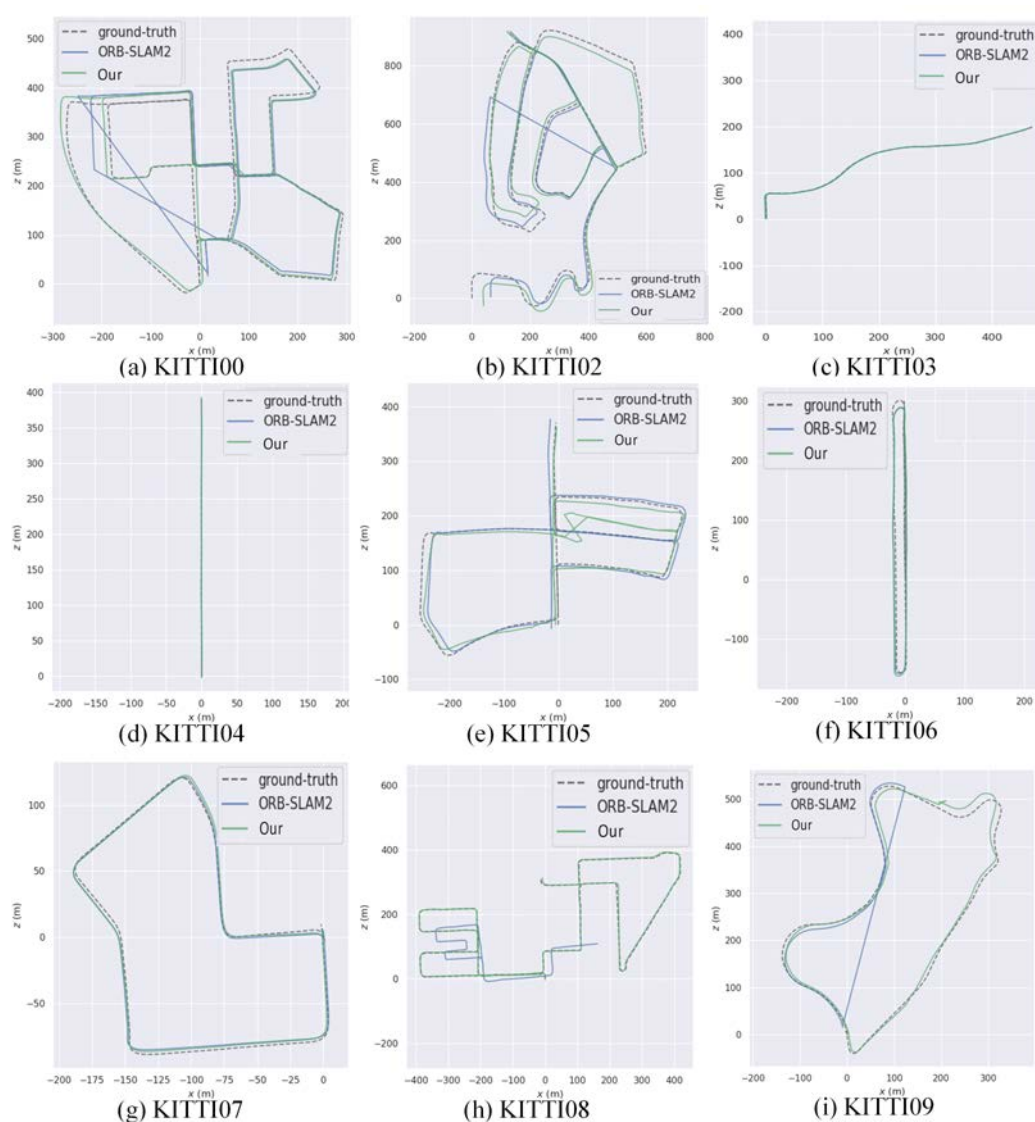 ground-truth
ORB-SLAM2
Our
500
400
300
200
100
0
z (m)
−300 −200 −100 0 100 200 300
x (m)
(a) KITTI00
800
600
400
200
0
z (m)
ground-truth
ORB-SLAM2
Our
−200 0 200 400 600 800
x (m)
(b) KITTI02
ground-truth
ORB-SLAM2
Our
400
300
200
100
0
-100
-200
z (m)
0 100 200 300 400
x (m)
(c) KITTI03
ground-truth
ORB-SLAM2
Our
400
350
300
250
200
150
100
50
0
z (m)
−200 −150 −100 −50 0 50 100 150 200
x (m)
(d) KITTI04
ground-truth
ORB-SLAM2
Our
400
300
200
100
0
−100
z (m)
−200 −100 0 100 200
x (m)
(e) KITTI05
ground-truth
ORB-SLAM2
Our
300
200
100
0
−100
z (m)
−200 −100 0 100 200
x (m)
(f) KITTI06
ground-truth
ORB-SLAM2
Our
100
50
0
−50
z (m)
−200 −175 −150 −125 −100 −75 −50 −25 0
x (m)
(g) KITTI07
ground-truth
ORB-SLAM2
Our
600
400
200
0
−200
z (m)
−400 −300 −200 −100 0 100 200 300 400
x (m)
(h) KITTI08
ground-truth
ORB-SLAM2
Our
500
400
300
200
100
0
z (m)
−100 0 100 200 300
x (m)
(i) KITTI09